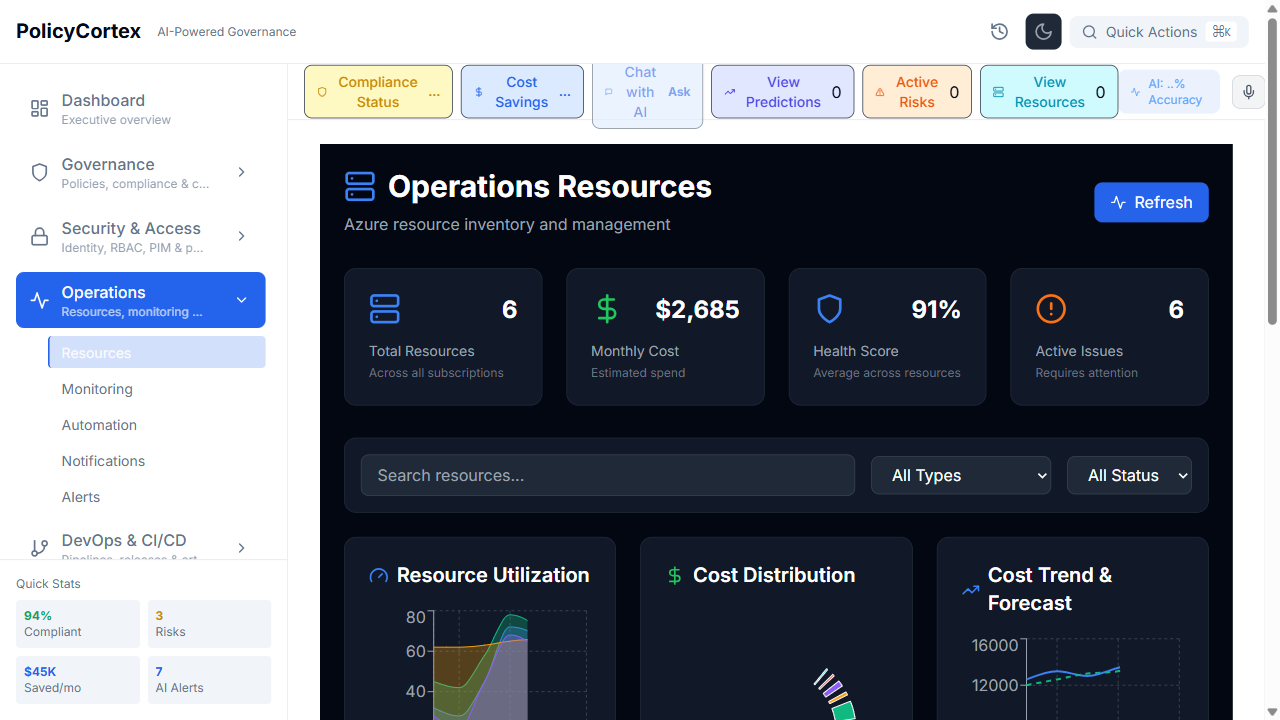 PolicyCortex
AI-Powered Governance
Quick Actions
⌘K
Dashboard
Executive overview
Governance
Policies, compliance & c...
Security & Access
Identity, RBAC, PIM & p...
Operations
Resources, monitoring ...
Resources
Monitoring
Automation
Notifications
Alerts
DevOps & CI/CD
Quick Stats
94%
Compliant
3
Risks
$45K
Saved/mo
7
AI Alerts
Compliance
Status
...
Cost
Savings
...
Chat
with
AI
Ask
View
Predictions
0
Active
Risks
0
View
Resources
0
AI: ..%
Accuracy
Operations Resources
Azure resource inventory and management
Refresh
6
Total Resources
Across all subscriptions
$2,685
Monthly Cost
Estimated spend
91%
Health Score
Average across resources
6
Active Issues
Requires attention
Search resources...
All Types
All Status
Resource Utilization
80
60
40
Cost Distribution
Cost Trend &
Forecast
16000
12000